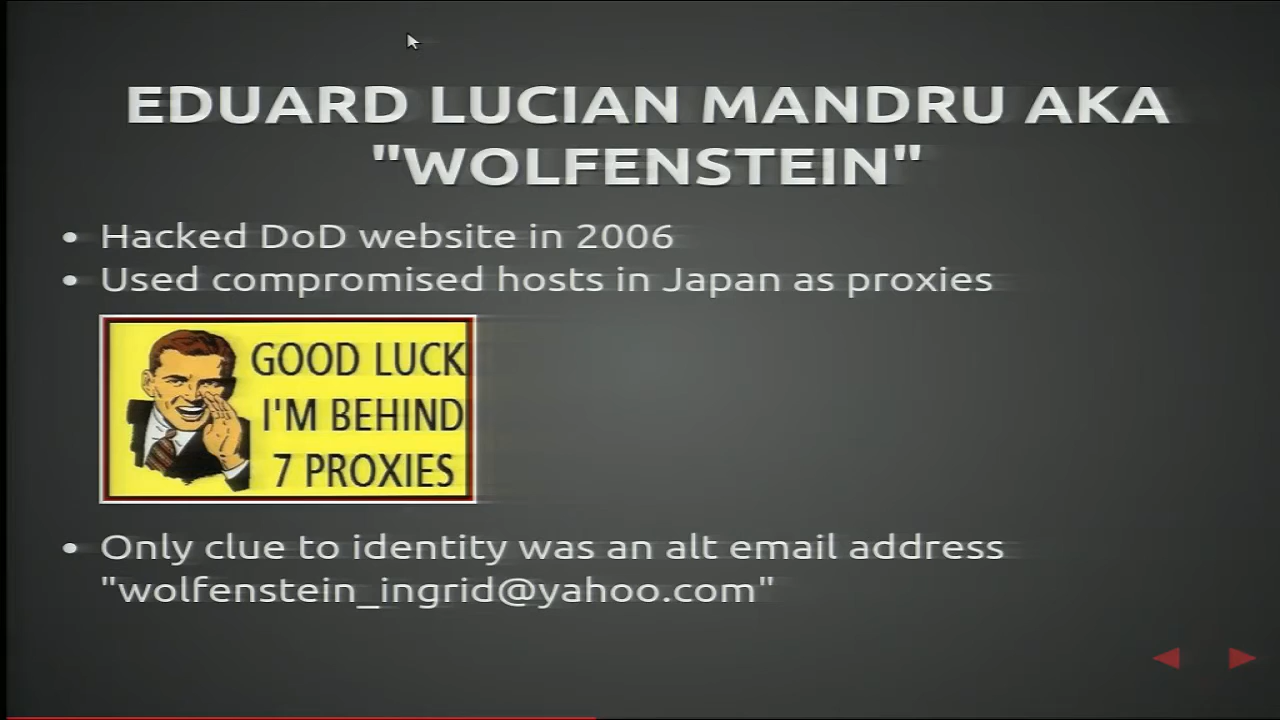 EDUARD LUCIAN MANDRU AKA
"WOLFENSTEIN"
• Hacked DoD website in 2006
• Used compromised hosts in Japan as proxies
GOOD LUCK
I'M BEHIND
7 PROXIES
• Only clue to identity was an alt email address
"wolfenstein_ingrid@yahoo.com"